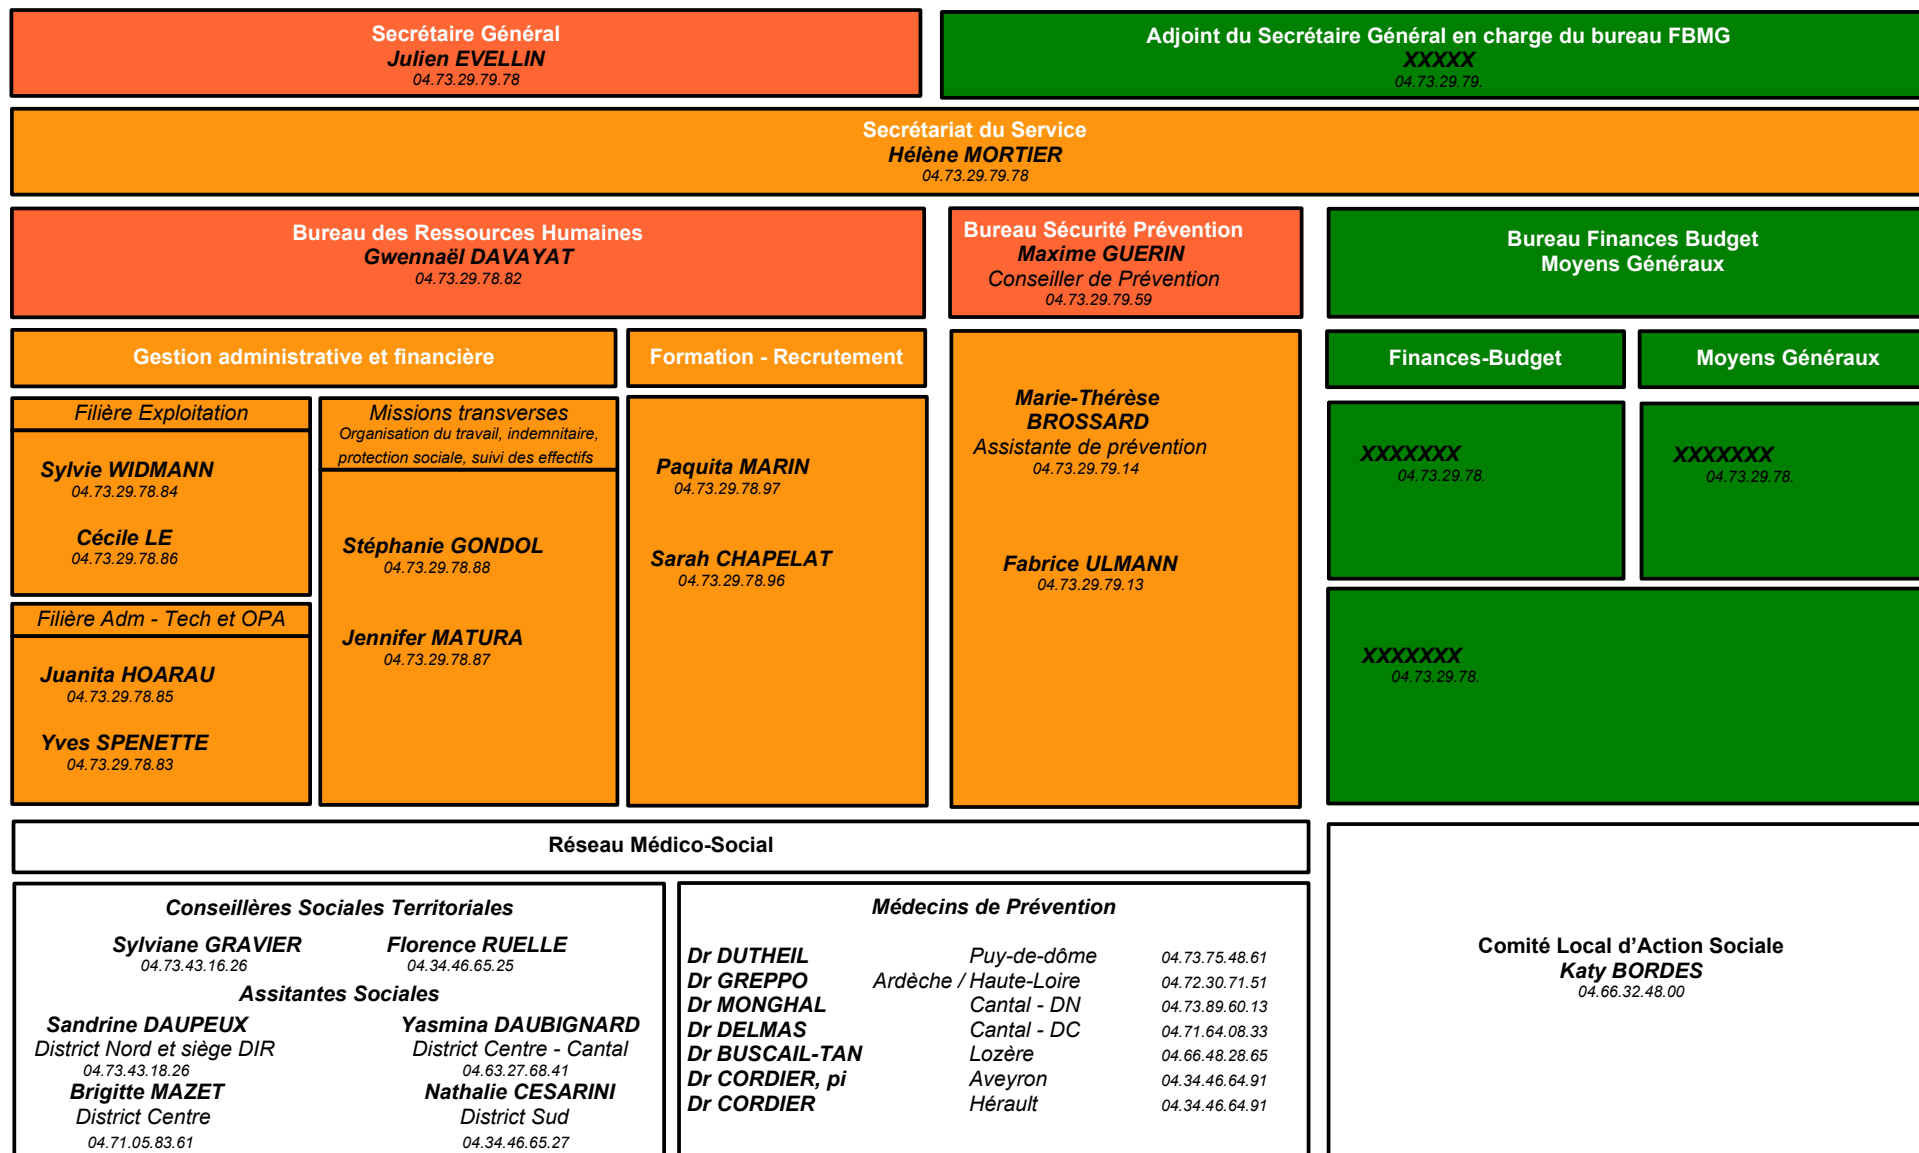 Secrétaire Général
Julien EVELLIN
04.73.29.79.78
Adjoint du Secrétaire Général en charge du bureau FBMG
XXXXX
04.73.29.79.
Secrétariat du Service
Hélène MORTIER
04.73.29.79.78
Bureau des Ressources Humaines
Gwennaël DAVAYAT
04.73.29.78.82
Bureau Sécurité Prévention
Maxime GUERIN
Conseiller de Prévention
04.73.29.79.59
Bureau Finances Budget
Moyens Généraux
Gestion administrative et financière
Formation - Recrutement
Finances-Budget
Moyens Généraux
Filière Exploitation
Sylvie WIDMANN
04.73.29.78.84
Cécile LE
04.73.29.78.86
Filière Adm - Tech et OPA
Juanita HOARAU
04.73.29.78.85
Yves SPENETTE
04.73.29.78.83
Missions transverses
Organisation du travail, indemnitaire,
protection sociale, suivi des effectifs
Stéphanie GONDOL
04.73.29.78.88
Jennifer MATURA
04.73.29.78.87
Paquita MARIN
04.73.29.78.97
Sarah CHAPELAT
04.73.29.78.96
Marie-Thérèse
BROSSARD
Assistante de prévention
04.73.29.79.14
Fabrice ULMANN
04.73.29.79.13
XXXXXXX
04.73.29.78.
XXXXXXX
04.73.29.78.
XXXXXXX
04.73.29.78.
Réseau Médico-Social
Conseillères Sociales Territoriales
Sylviane GRAVIER Florence RUELLE
04.73.43.16.26 04.34.46.65.25
Assitantes Sociales
Sandrine DAUPEUX Yasmina DAUBIGNARD
District Nord et siège DIR District Centre - Cantal
04.73.43.18.26 04.63.27.68.41
Brigitte MAZET Nathalie CESARINI
District Centre District Sud
04.71.05.83.61 04.34.46.65.27
Médecins de Prévention
Dr DUTHEIL Puy-de-dôme 04.73.75.48.61
Dr GREPPO Ardèche / Haute-Loire 04.72.30.71.51
Dr MONGHAL Cantal - DN 04.73.89.60.13
Dr DELMAS Cantal - DC 04.71.64.08.33
Dr BUSCAIL-TAN Lozère 04.66.48.28.65
Dr CORDIER, pi Aveyron 04.34.46.64.91
Dr CORDIER Hérault 04.34.46.64.91
Comité Local d'Action Sociale
Katy BORDES
04.66.32.48.00